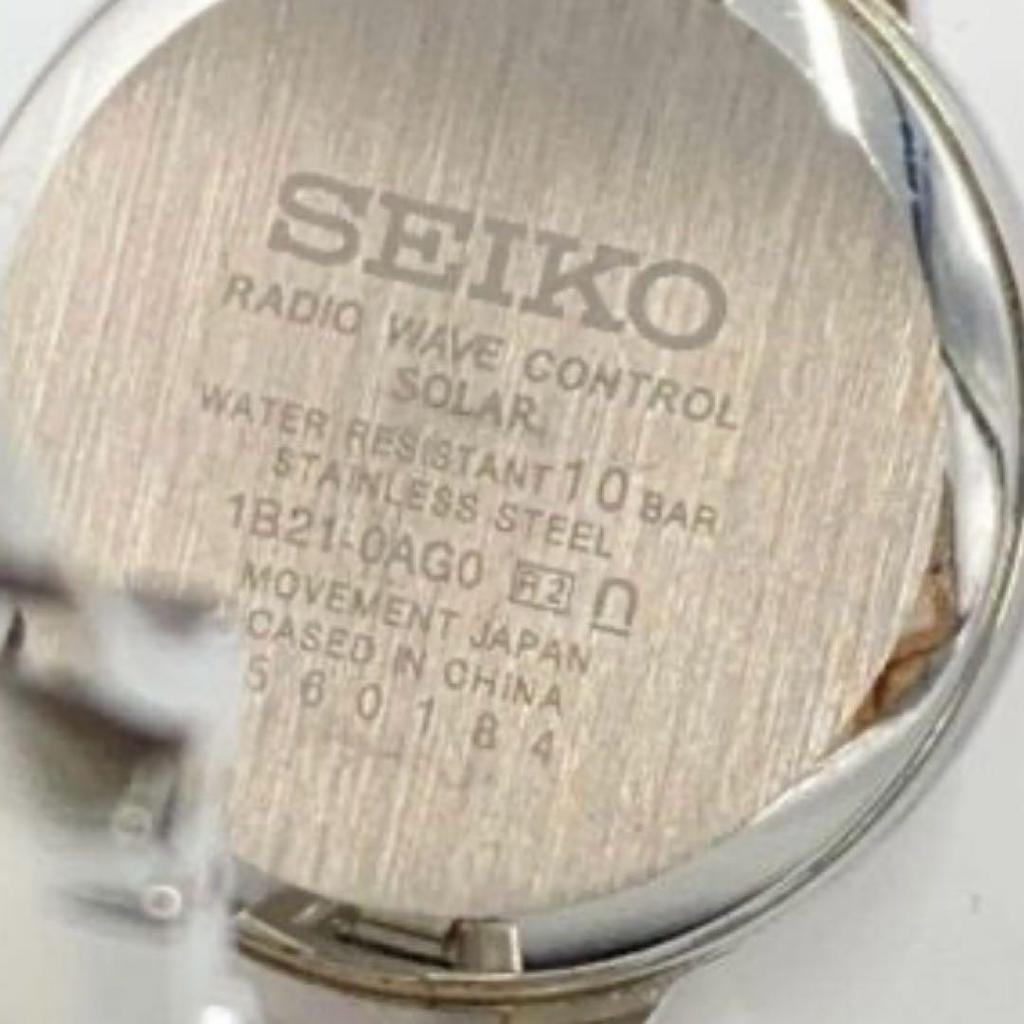 SEIKO
RADIO WAVE CONTROL
SOLAR
WATER RESISTANT 10 BAR
STAINLESS STEEL
1B21-0AG0 R2
MOVEMENT JAPAN
CASED IN CHINA
560184